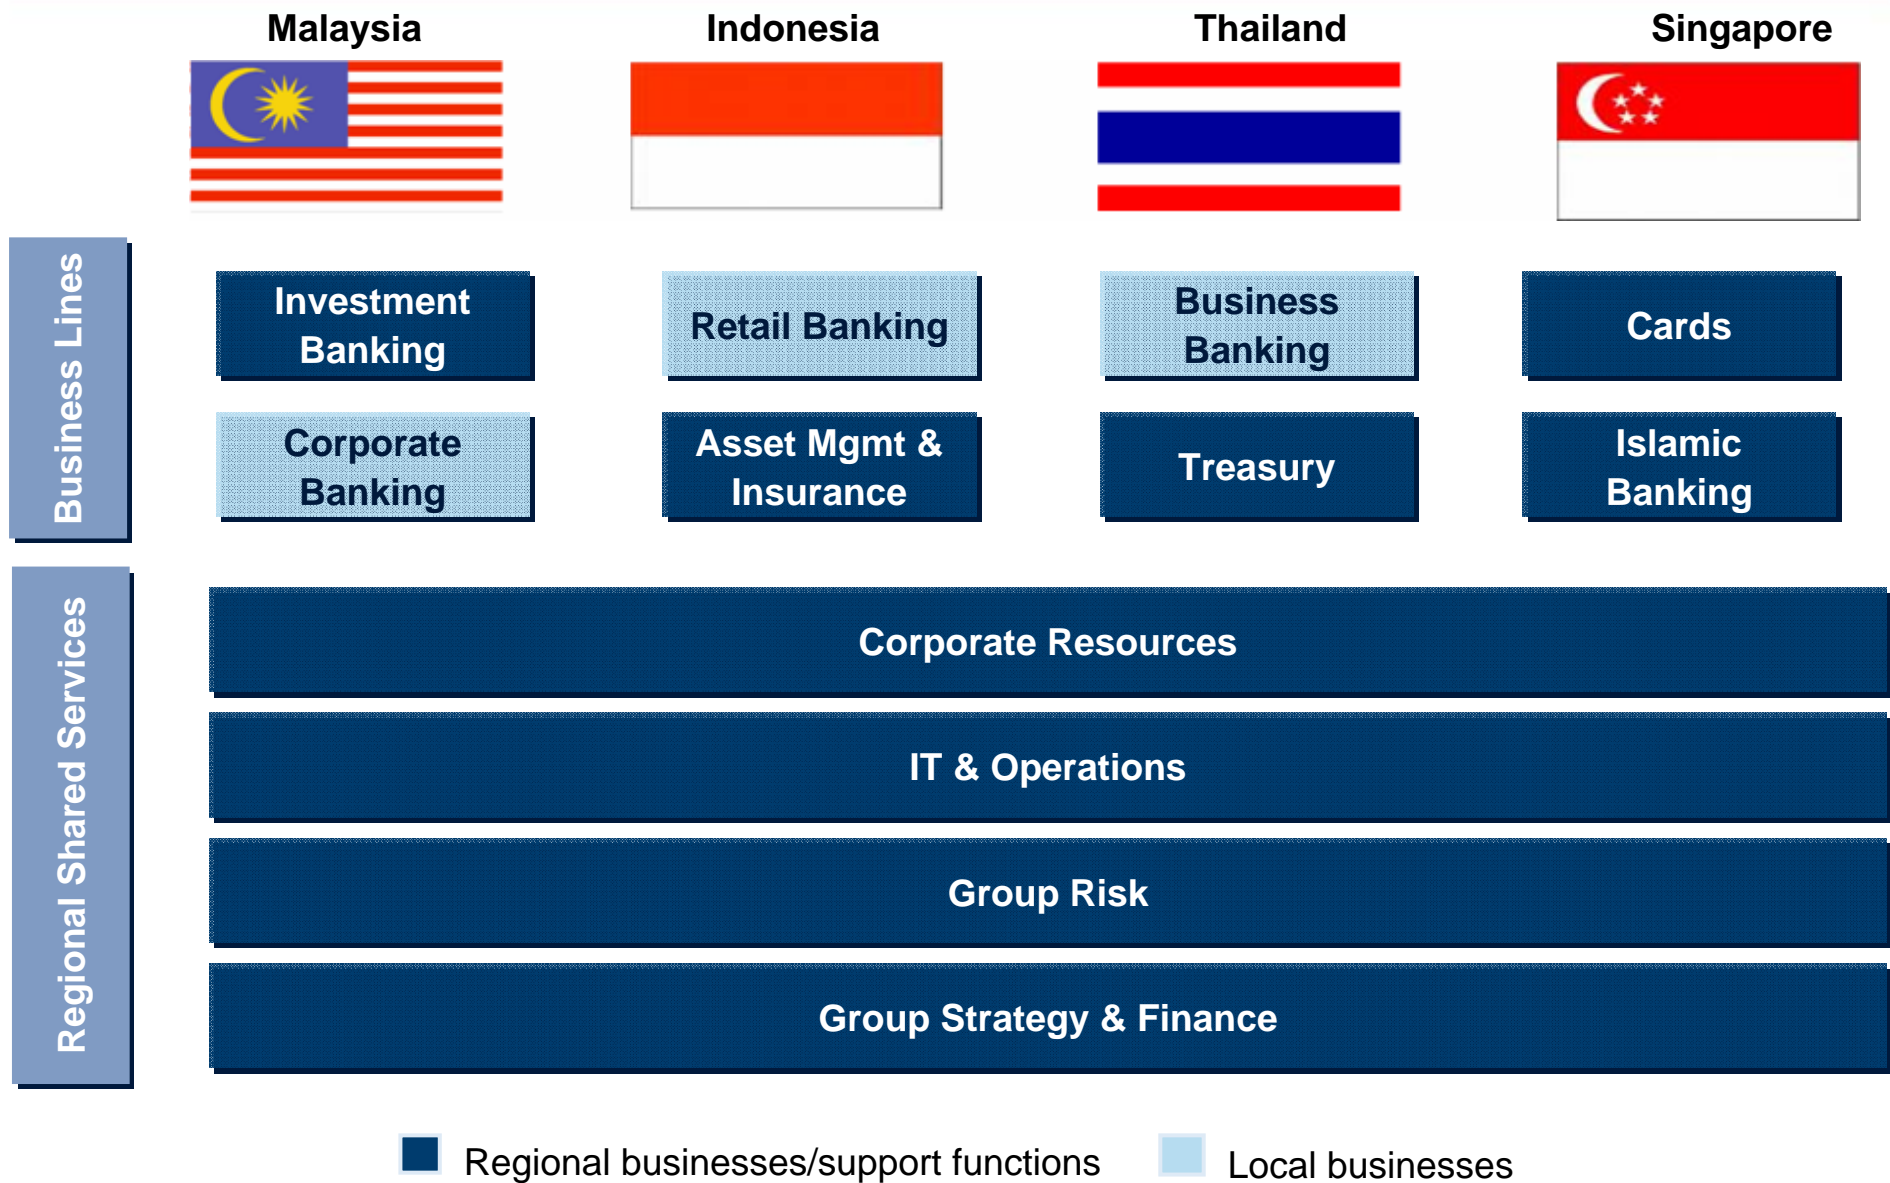 Malaysia
Indonesia
Thailand
Singapore
Business Lines
Investment
Banking
Retail Banking
Business
Banking
Cards
Corporate
Banking
Asset Mgmt &
Insurance
Treasury
Islamic
Banking
Regional Shared Services
Corporate Resources
IT & Operations
Group Risk
Group Strategy & Finance
Regional businesses/support functions
Local businesses